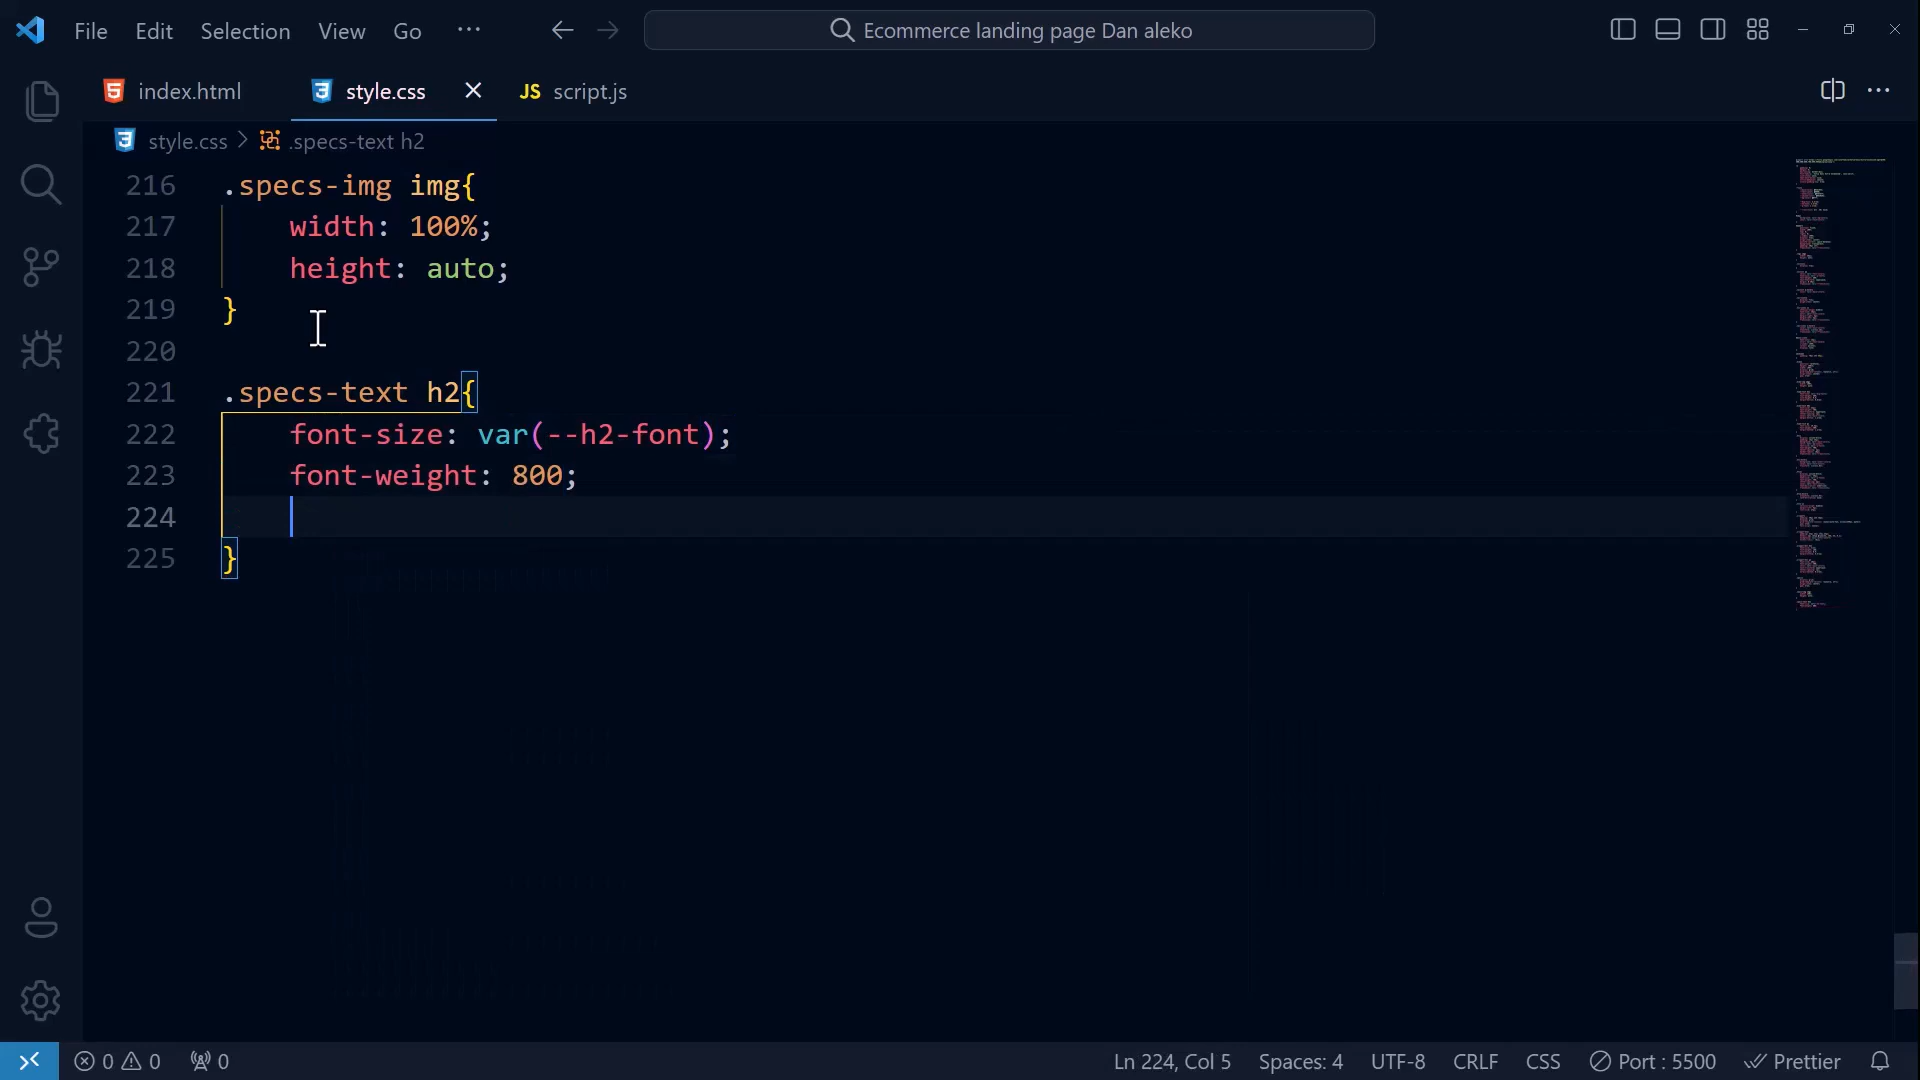 File Edit Selection View Go ··· Ecommerce landing page Dan aleko
index.html style.css JS script.js
style.css > .specs-text h2
216 .specs-img img{
217 width: 100%;
218 height: auto;
219 }
220
221 .specs-text h2{
222 font-size: var(--h2-font);
223 font-weight: 800;
224
225 }
0 0 0 Ln 224, Col 5 Spaces: 4 UTF-8 CRLF CSS Port : 5500 Prettier